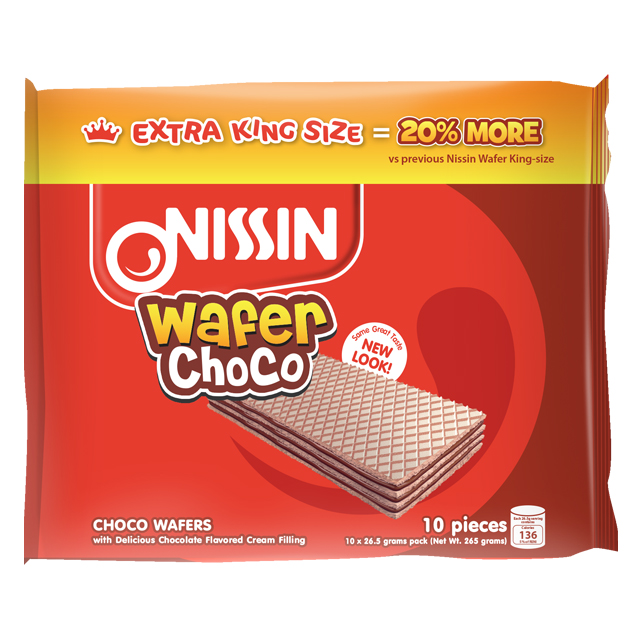 EXTRA KING SIZE = 20% MORE
vs previous Nissin Wafer King-size
NISSIN
Wafer
CHoCo
Same Great Taste
NEW
LOOK!
CHOCO WAFERS
with Delicious Chocolate Flavored Cream Filling
10 pieces
10 x 26.5 grams pack (Net Wt. 265 grams)
Calories
136